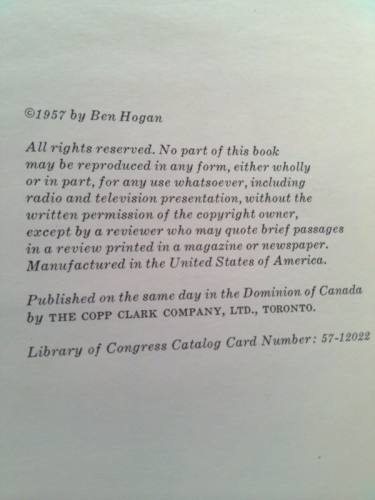 ©1957 by Ben Hogan
All rights reserved. No part of this book
may be reproduced in any form, either wholly
or in part, for any use whatsoever, including
radio and television presentation, without the
written permission of the copyright owner,
except by a reviewer who may quote brief passages
in a review printed in a magazine or newspaper.
Manufactured in the United States of America.
Published on the same day in the Dominion of Canada
by THE COPP CLARK COMPANY, LTD., TORONTO.
Library of Congress Catalog Card Number: 57-12022